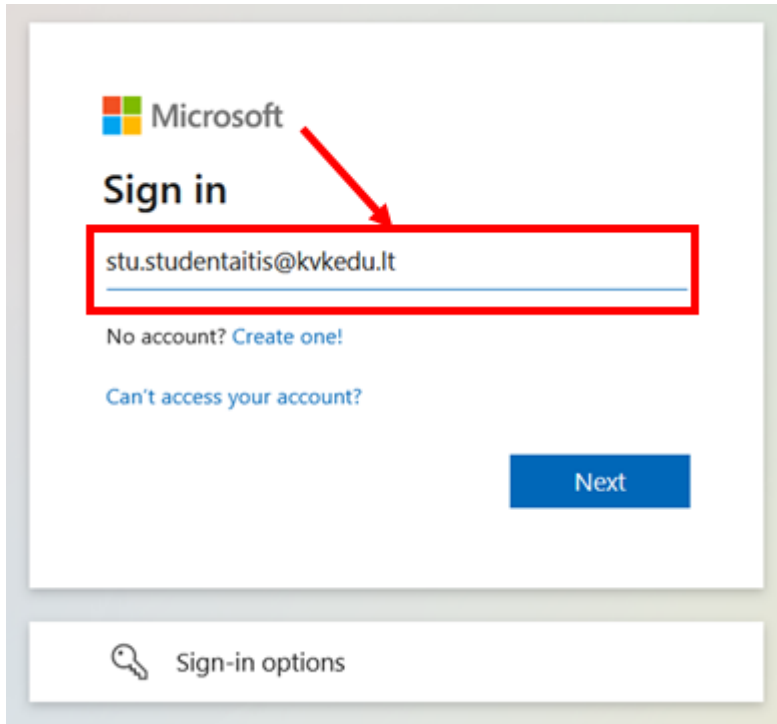 Microsoft
Sign in
stu.studentaitis@kvkedu.lt
No account? Create one!
Can't access your account?
Next
Sign-in options